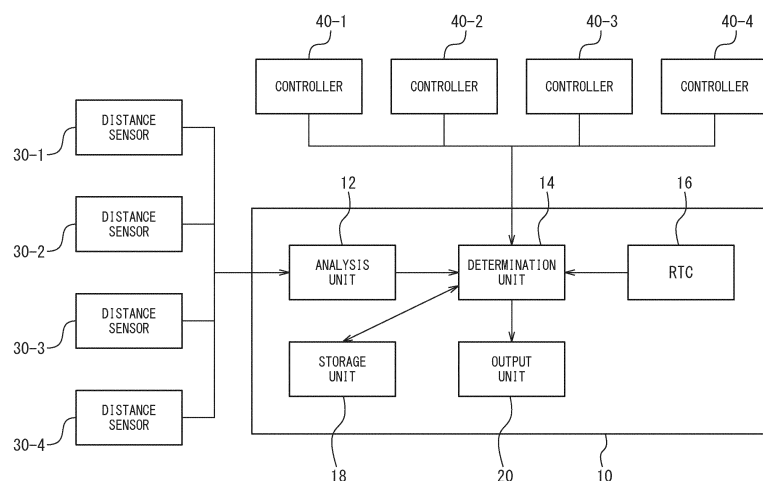 40-1
40-2
40-3
40-4
CONTROLLER
CONTROLLER
CONTROLLER
CONTROLLER
DISTANCE
SENSOR
30-1
DISTANCE
SENSOR
30-2
DISTANCE
SENSOR
30-3
DISTANCE
SENSOR
30-4
12
14
16
ANALYSIS
UNIT
DETERMINATION
UNIT
RTC
STORAGE
UNIT
OUTPUT
UNIT
18
20
10